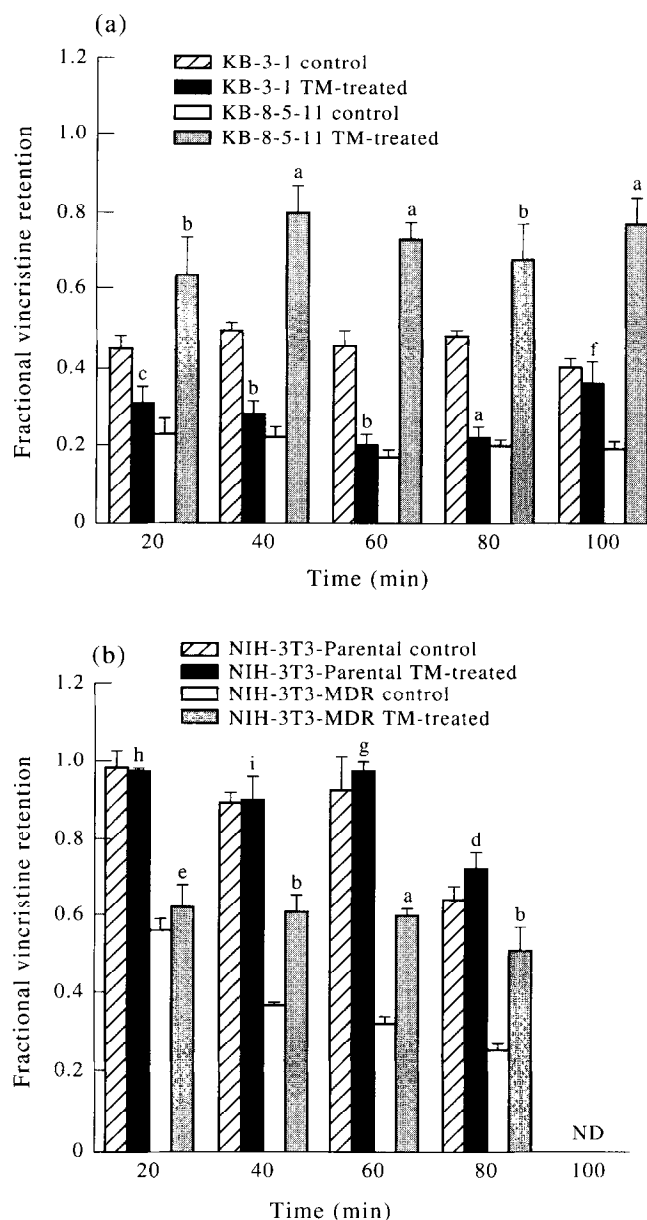 (a)
KB-3-1 control
KB-3-1 TM-treated
KB-8-5-11 control
KB-8-5-11 TM-treated
Fractional vincristine retention
1.2
1.0
0.8
0.6
0.4
0.2
0
c b b b a b a a b f a
20 40 60 80 100
Time (min)
(b)
NIH-3T3-Parental control
NIH-3T3-Parental TM-treated
NIH-3T3-MDR control
NIH-3T3-MDR TM-treated
Fractional vincristine retention
1.2
1.0
0.8
0.6
0.4
0.2
0
h e i b g a d b
ND
20 40 60 80 100
Time (min)